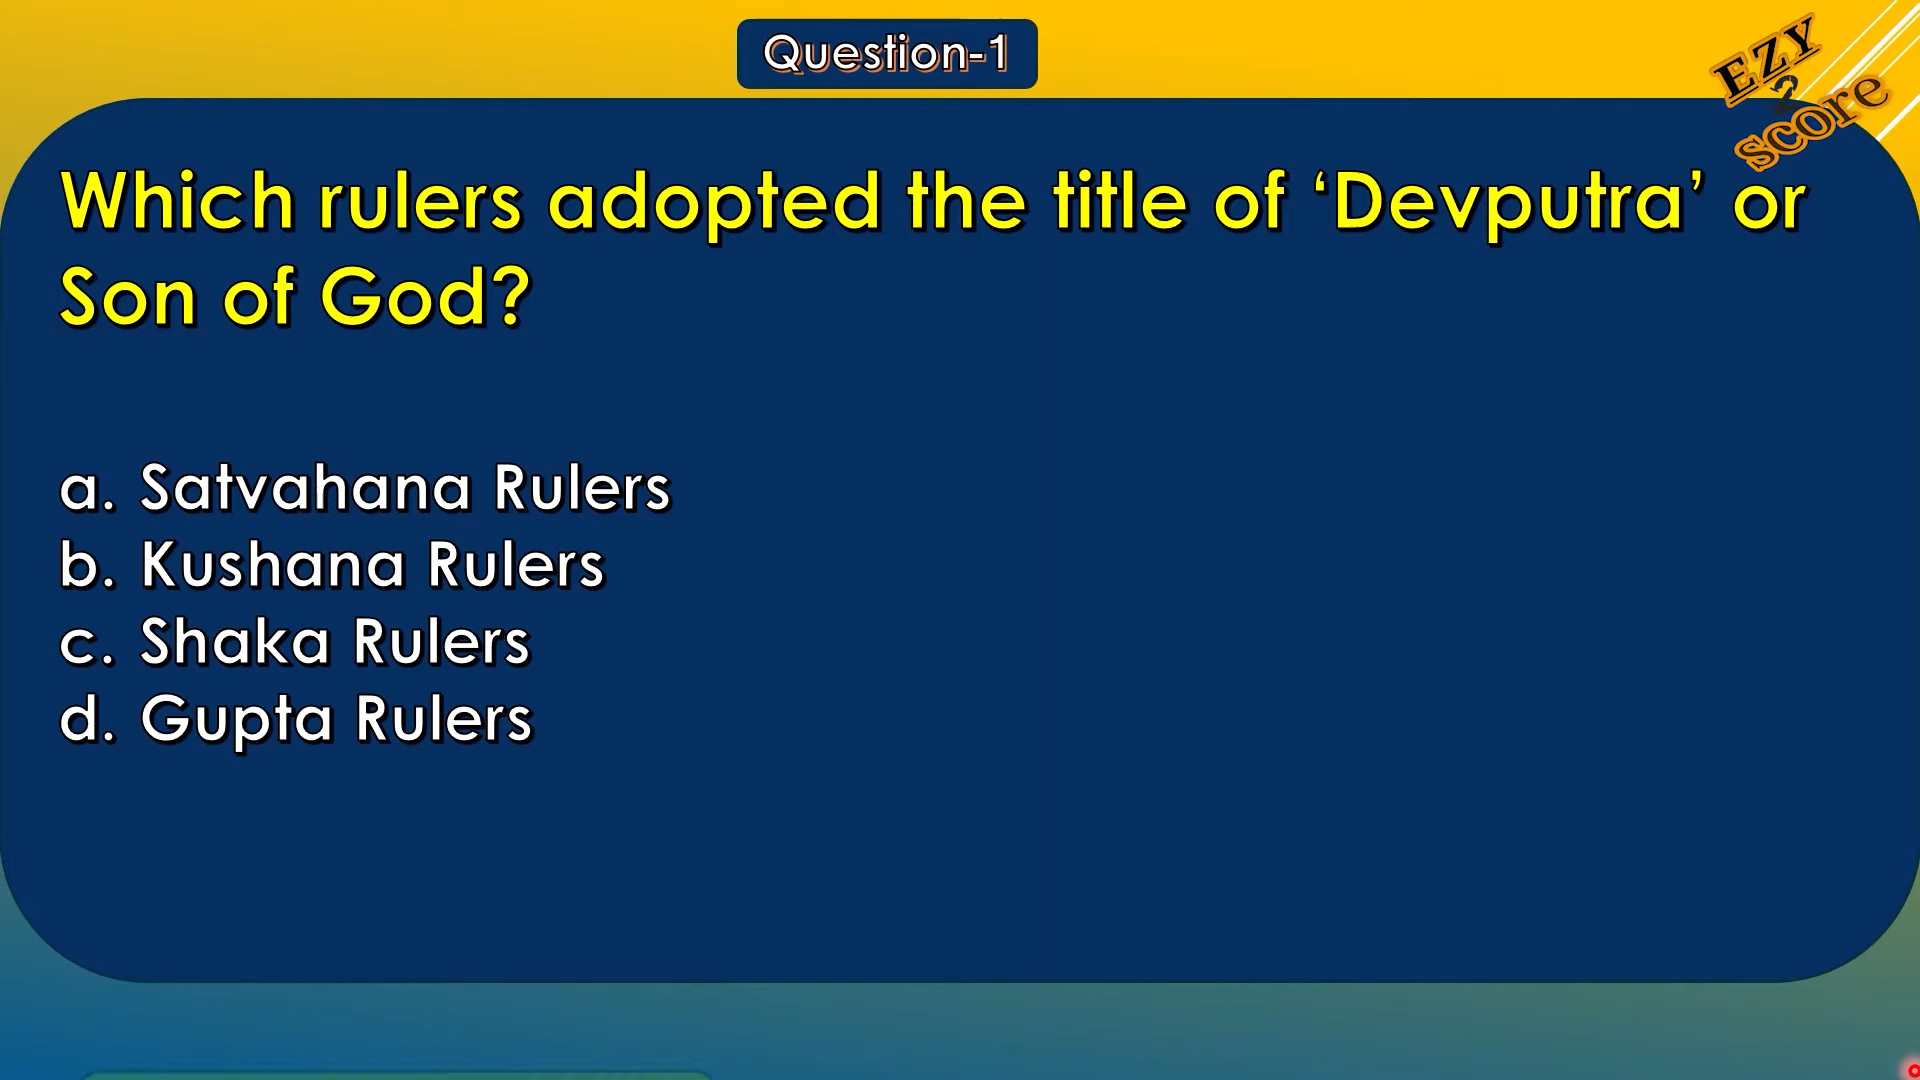 Question-1
EZY
2
score
Which rulers adopted the title of ‘Devputra’ or
Son of God?
a. Satvahana Rulers
b. Kushana Rulers
c. Shaka Rulers
d. Gupta Rulers